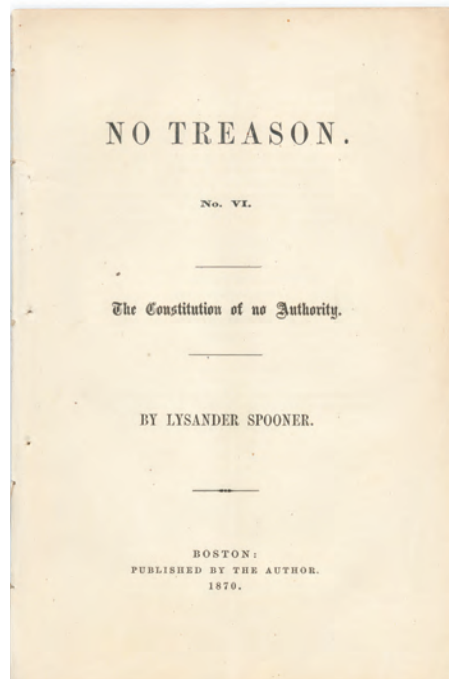 NO TREASON.
No. VI.
The Constitution of no Authority.
BY LYSANDER SPOONER.
BOSTON:
PUBLISHED BY THE AUTHOR.
1870.